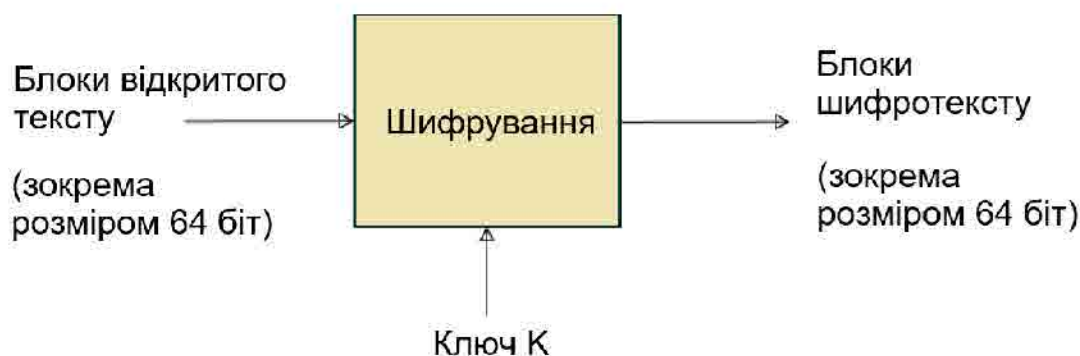 Блоки відкритого
тексту
(зокрема
розміром 64 біт)
Шифрування
Ключ K
Блоки
шифротексту
(зокрема
розміром 64 біт)